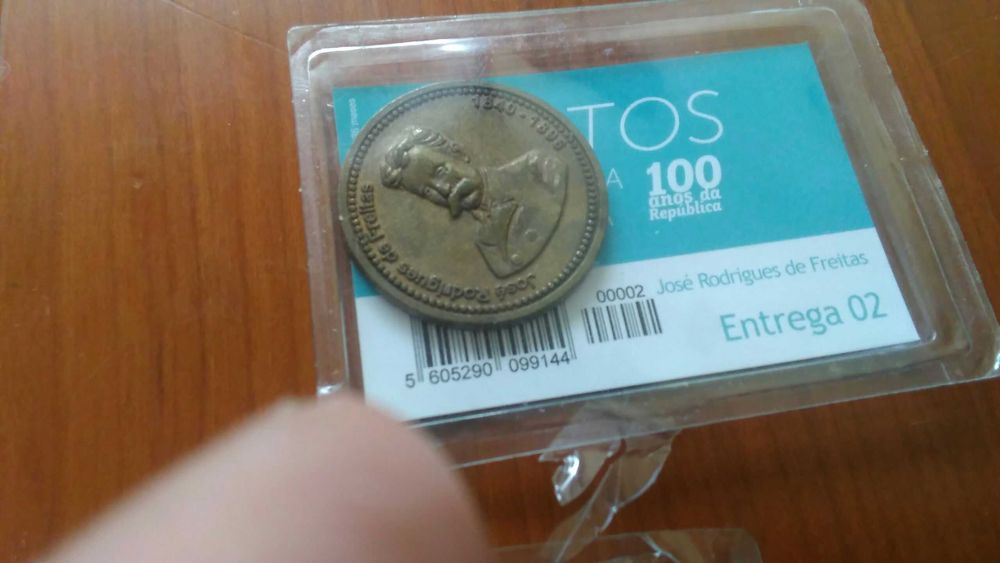 1840 - 1896
José Rodrigues de Freitas
TOS
A
100
anos da
República
00002
José Rodrigues de Freitas
Entrega 02
5 605290 099144